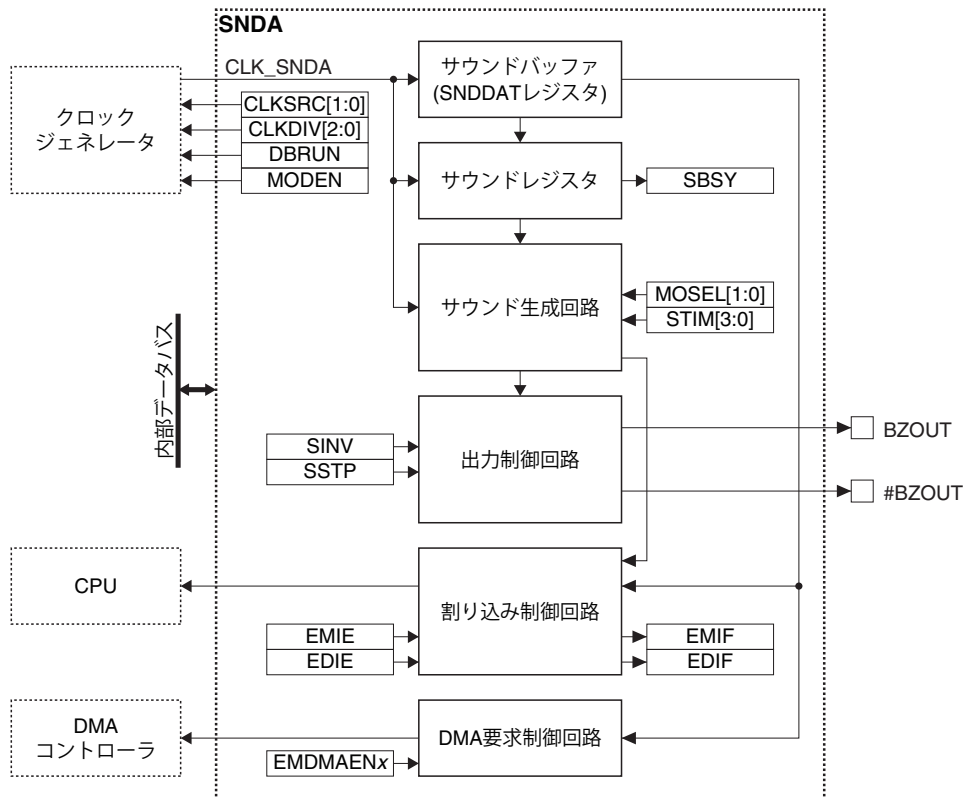 SNDA
クロック
ジェネレータ
CLK_SNDA
CLKSRC[1:0]
CLKDIV[2:0]
DBRUN
MODEN
サウンドバッファ
(SNDDATレジスタ)
サウンドレジスタ
SBSY
サウンド生成回路
MOSEL[1:0]
STIM[3:0]
内部データバス
SINV
SSTP
出力制御回路
BZOUT
#BZOUT
CPU
割り込み制御回路
EMIE
EDIE
EMIF
EDIF
DMA
コントローラ
DMA要求制御回路
EMDMAENx